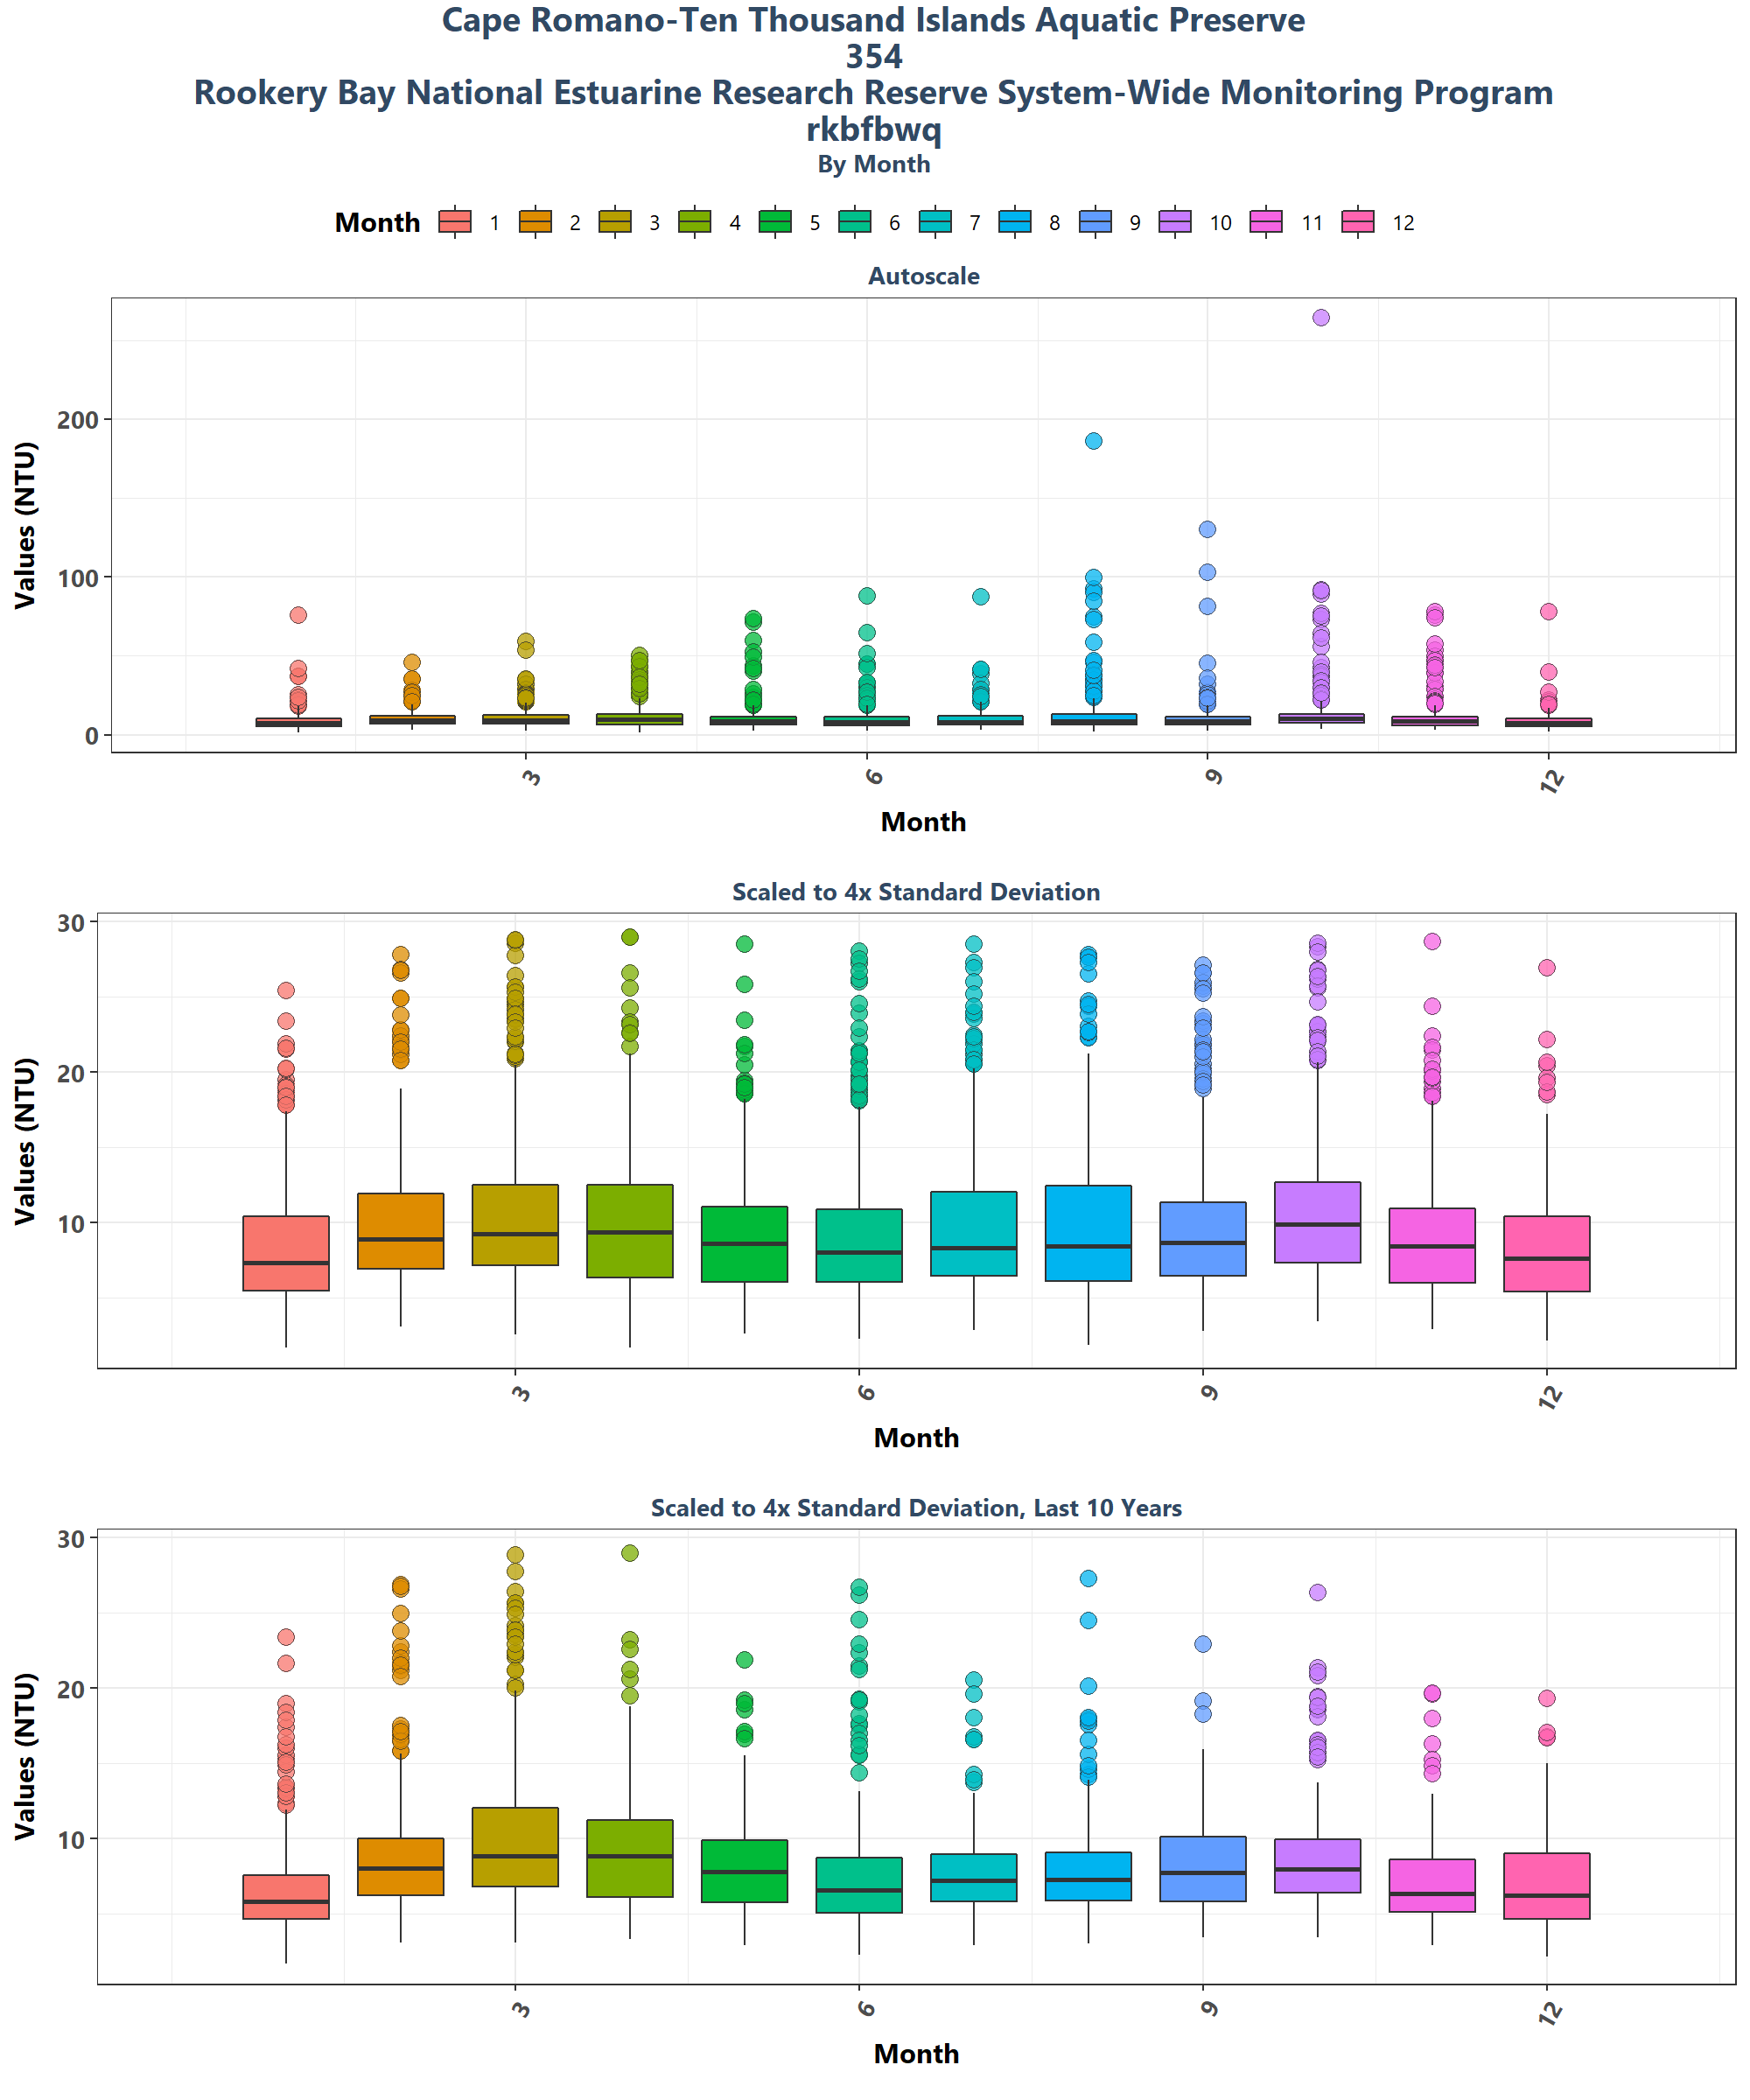 Cape Romano-Ten Thousand Islands Aquatic Preserve
354
Rookery Bay National Estuarine Research Reserve System-Wide Monitoring Program
rkbfbwq
By Month
Month 1 2 3 4 5 6 7 8 9 10 11 12
Autoscale
Values (NTU)
200
100
0
3 6 9 12
Month
Scaled to 4x Standard Deviation
Values (NTU)
30
20
10
3 6 9 12
Month
Scaled to 4x Standard Deviation, Last 10 Years
Values (NTU)
30
20
10
3 6 9 12
Month